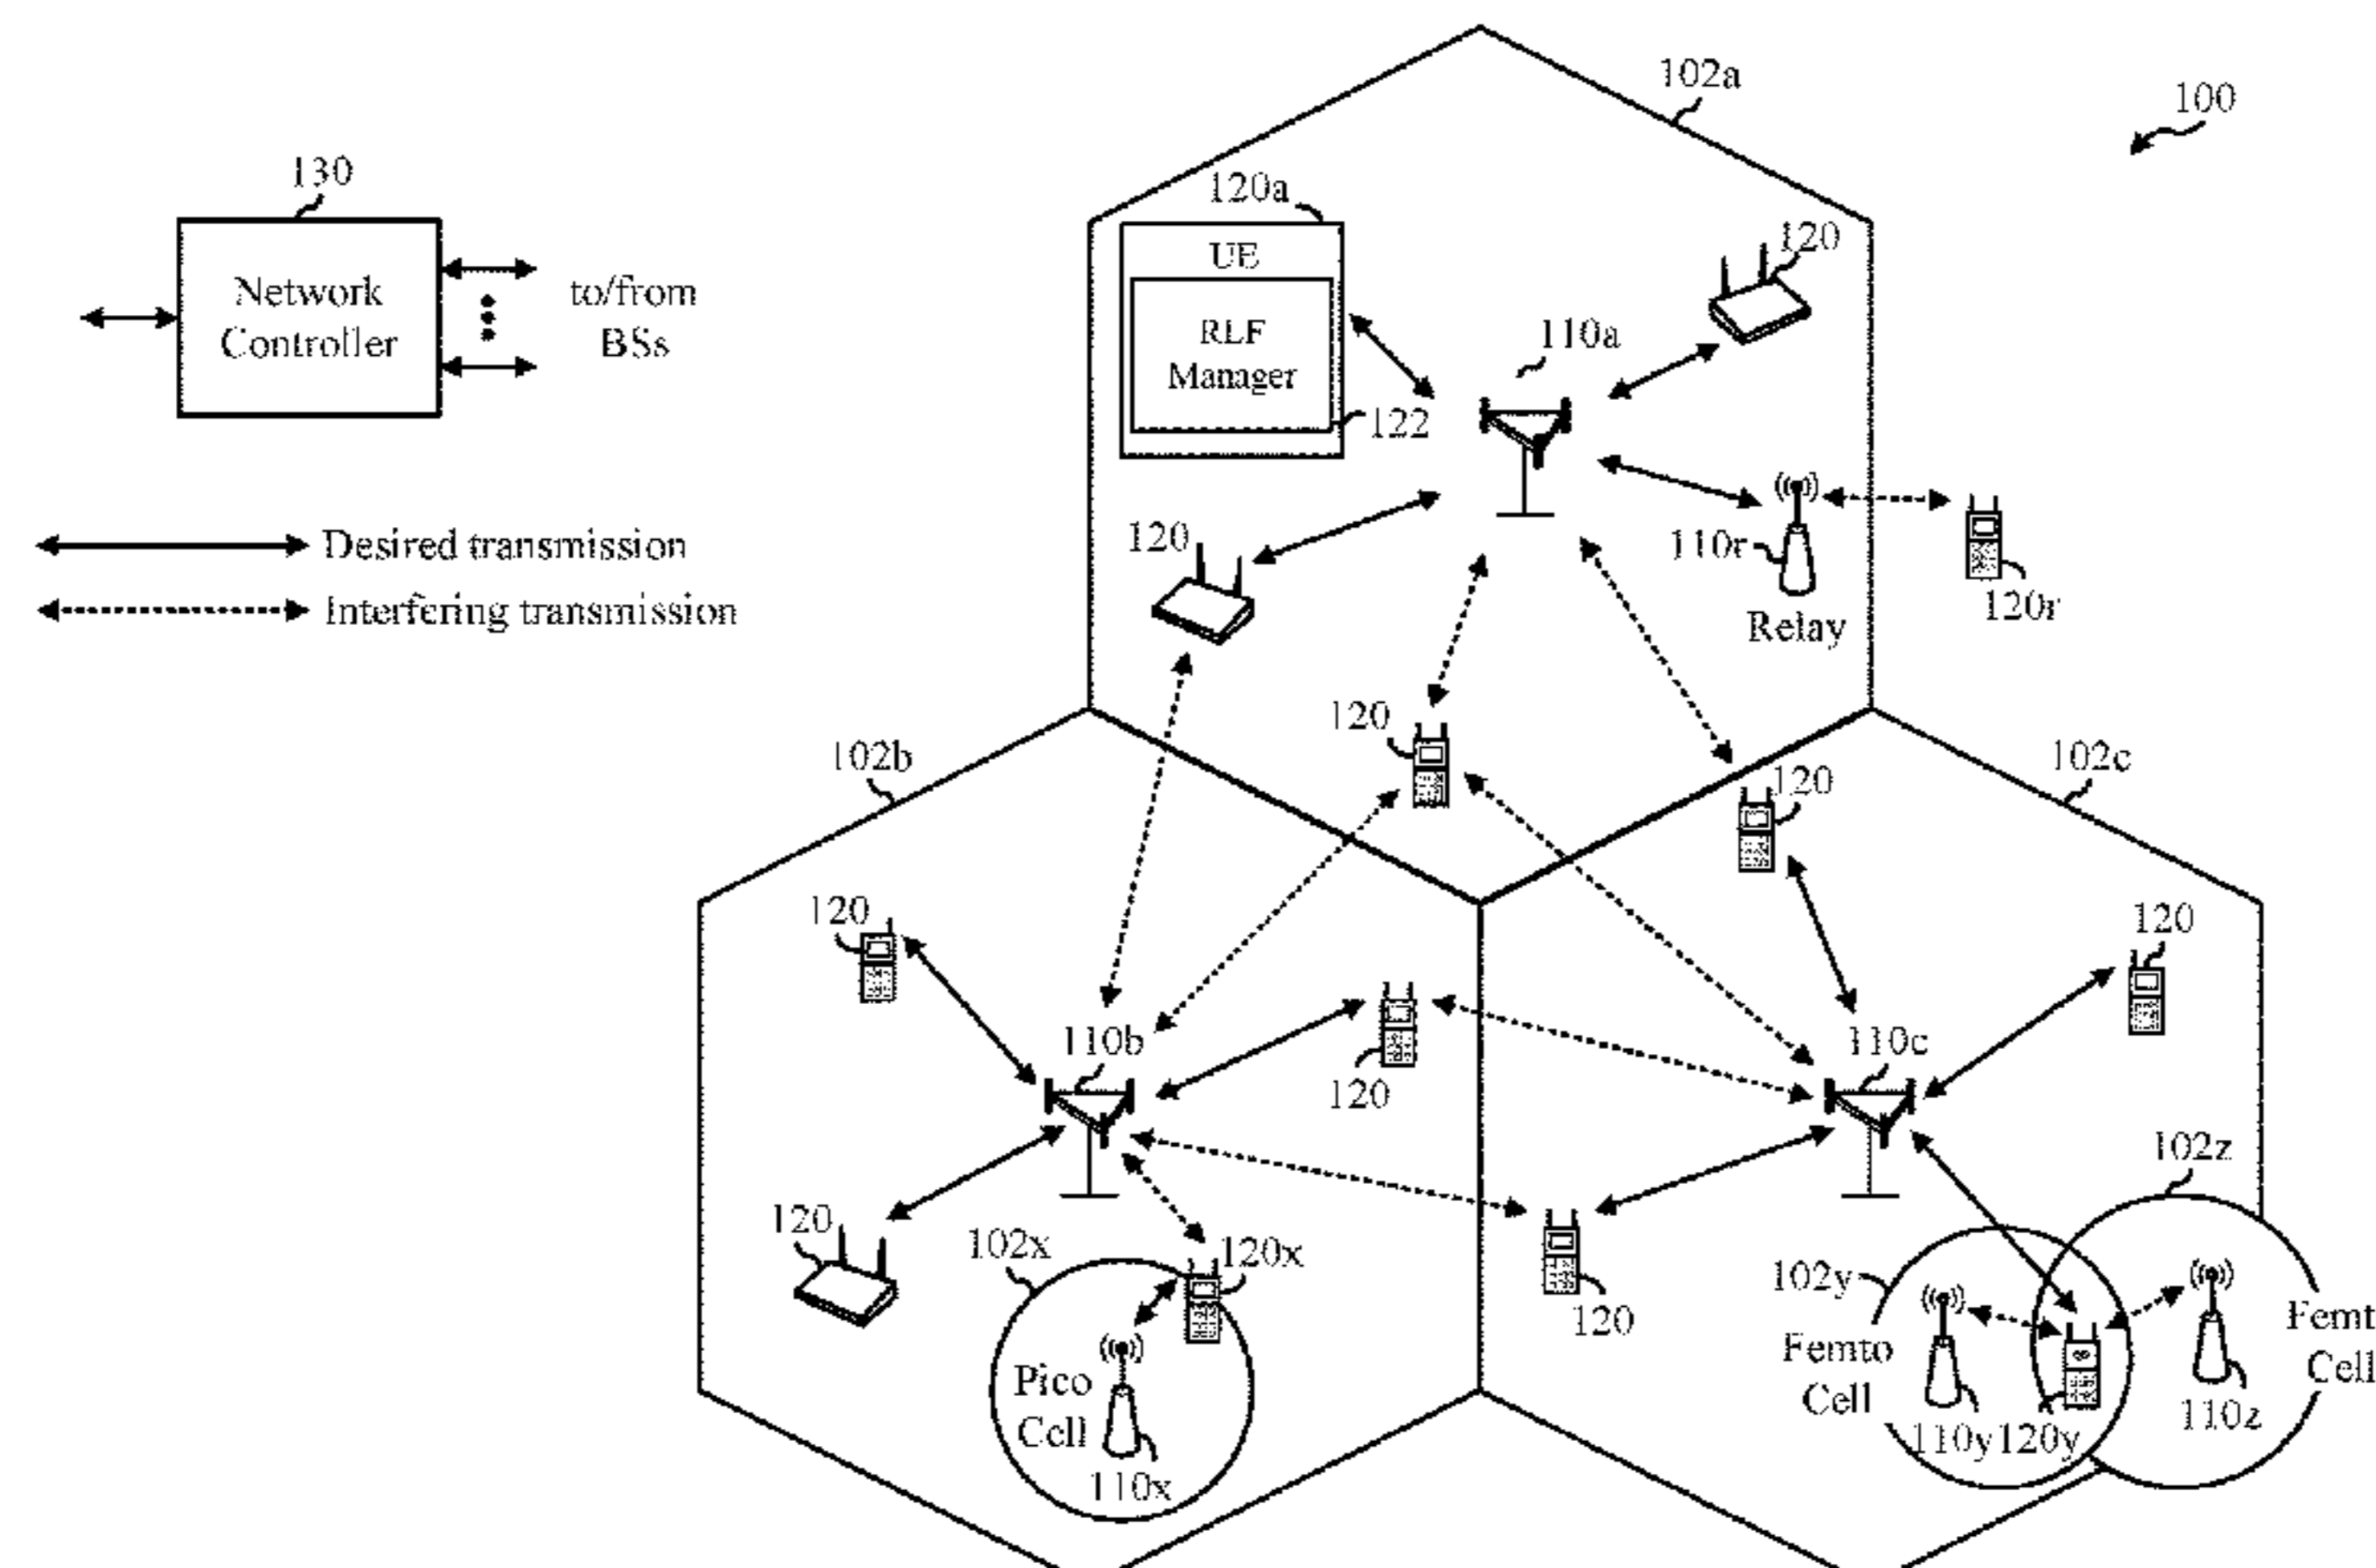 102a
100
130
120a
UE
120
Network
Controller
to/from
BSs
RLF
Manager
110a
122
Desired transmission
120
110r
Interfering transmission
120r
Relay
120
102b
102c
120
120
120
110b
110c
120
102z
120
102x
120x
102y
120
Femto
Cell
Femt
Cell
Pico
Cell
110z
110y
120y
110x